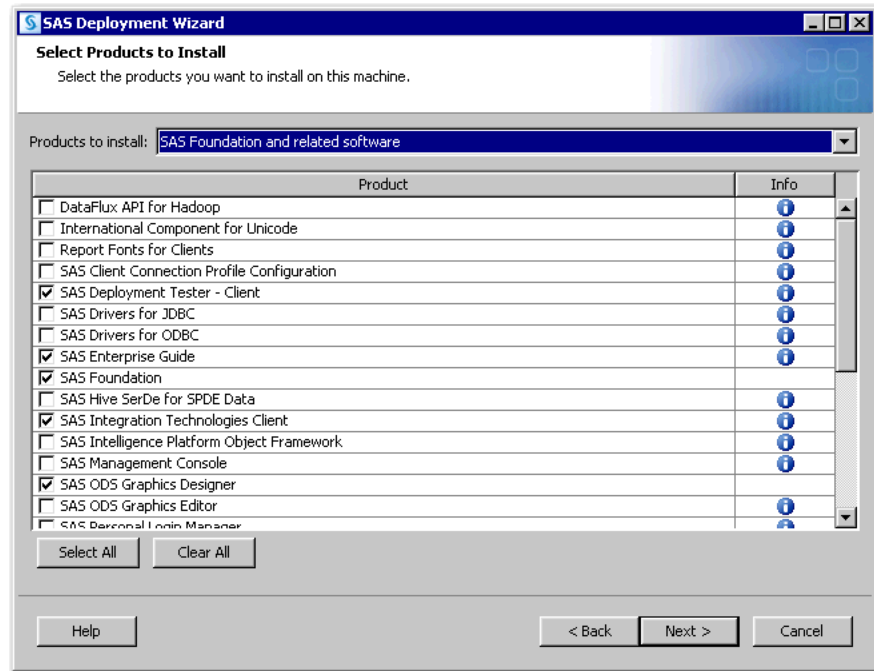 SAS Deployment Wizard
Select Products to Install
Select the products you want to install on this machine.
Products to install: SAS Foundation and related software
Product Info
DataFlux API for Hadoop
International Component for Unicode
Report Fonts for Clients
SAS Client Connection Profile Configuration
SAS Deployment Tester - Client
SAS Drivers for JDBC
SAS Drivers for ODBC
SAS Enterprise Guide
SAS Foundation
SAS Hive SerDe for SPDE Data
SAS Integration Technologies Client
SAS Intelligence Platform Object Framework
SAS Management Console
SAS ODS Graphics Designer
SAS ODS Graphics Editor
SAS Personal Login Manager
Select All Clear All
Help < Back Next > Cancel